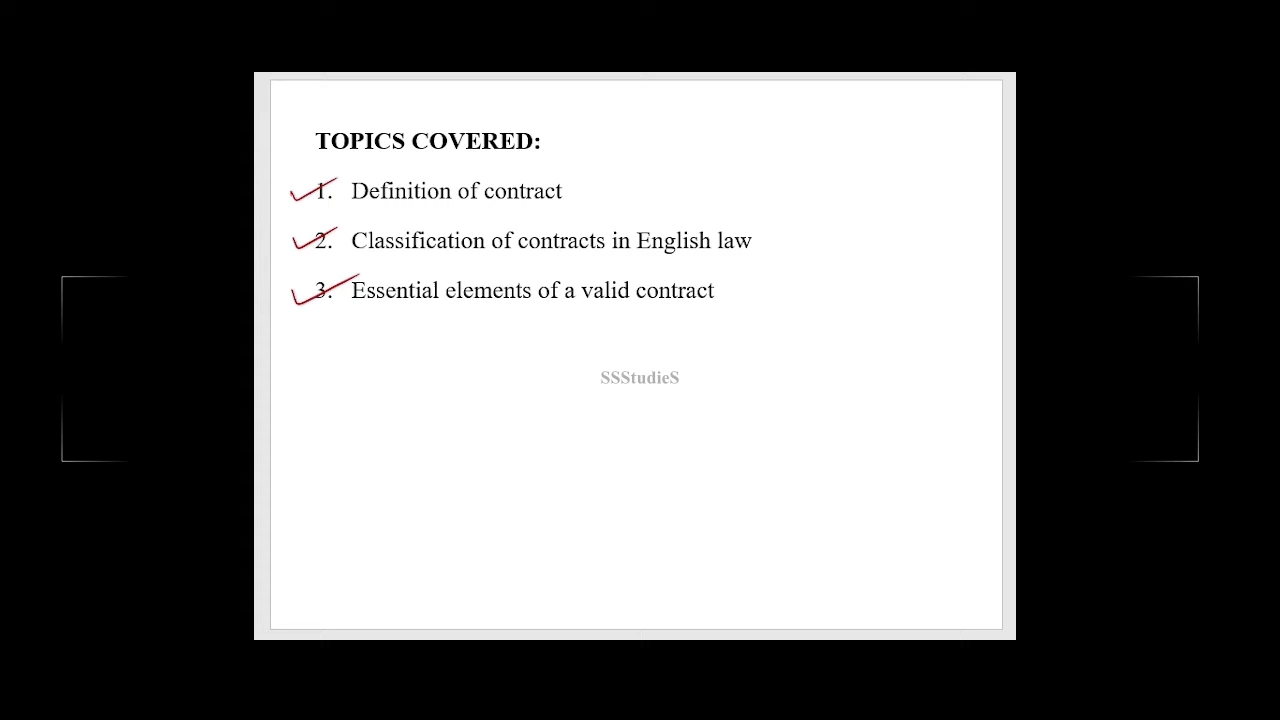 TOPICS COVERED:
1. Definition of contract
2. Classification of contracts in English law
3. Essential elements of a valid contract
SSStudieS